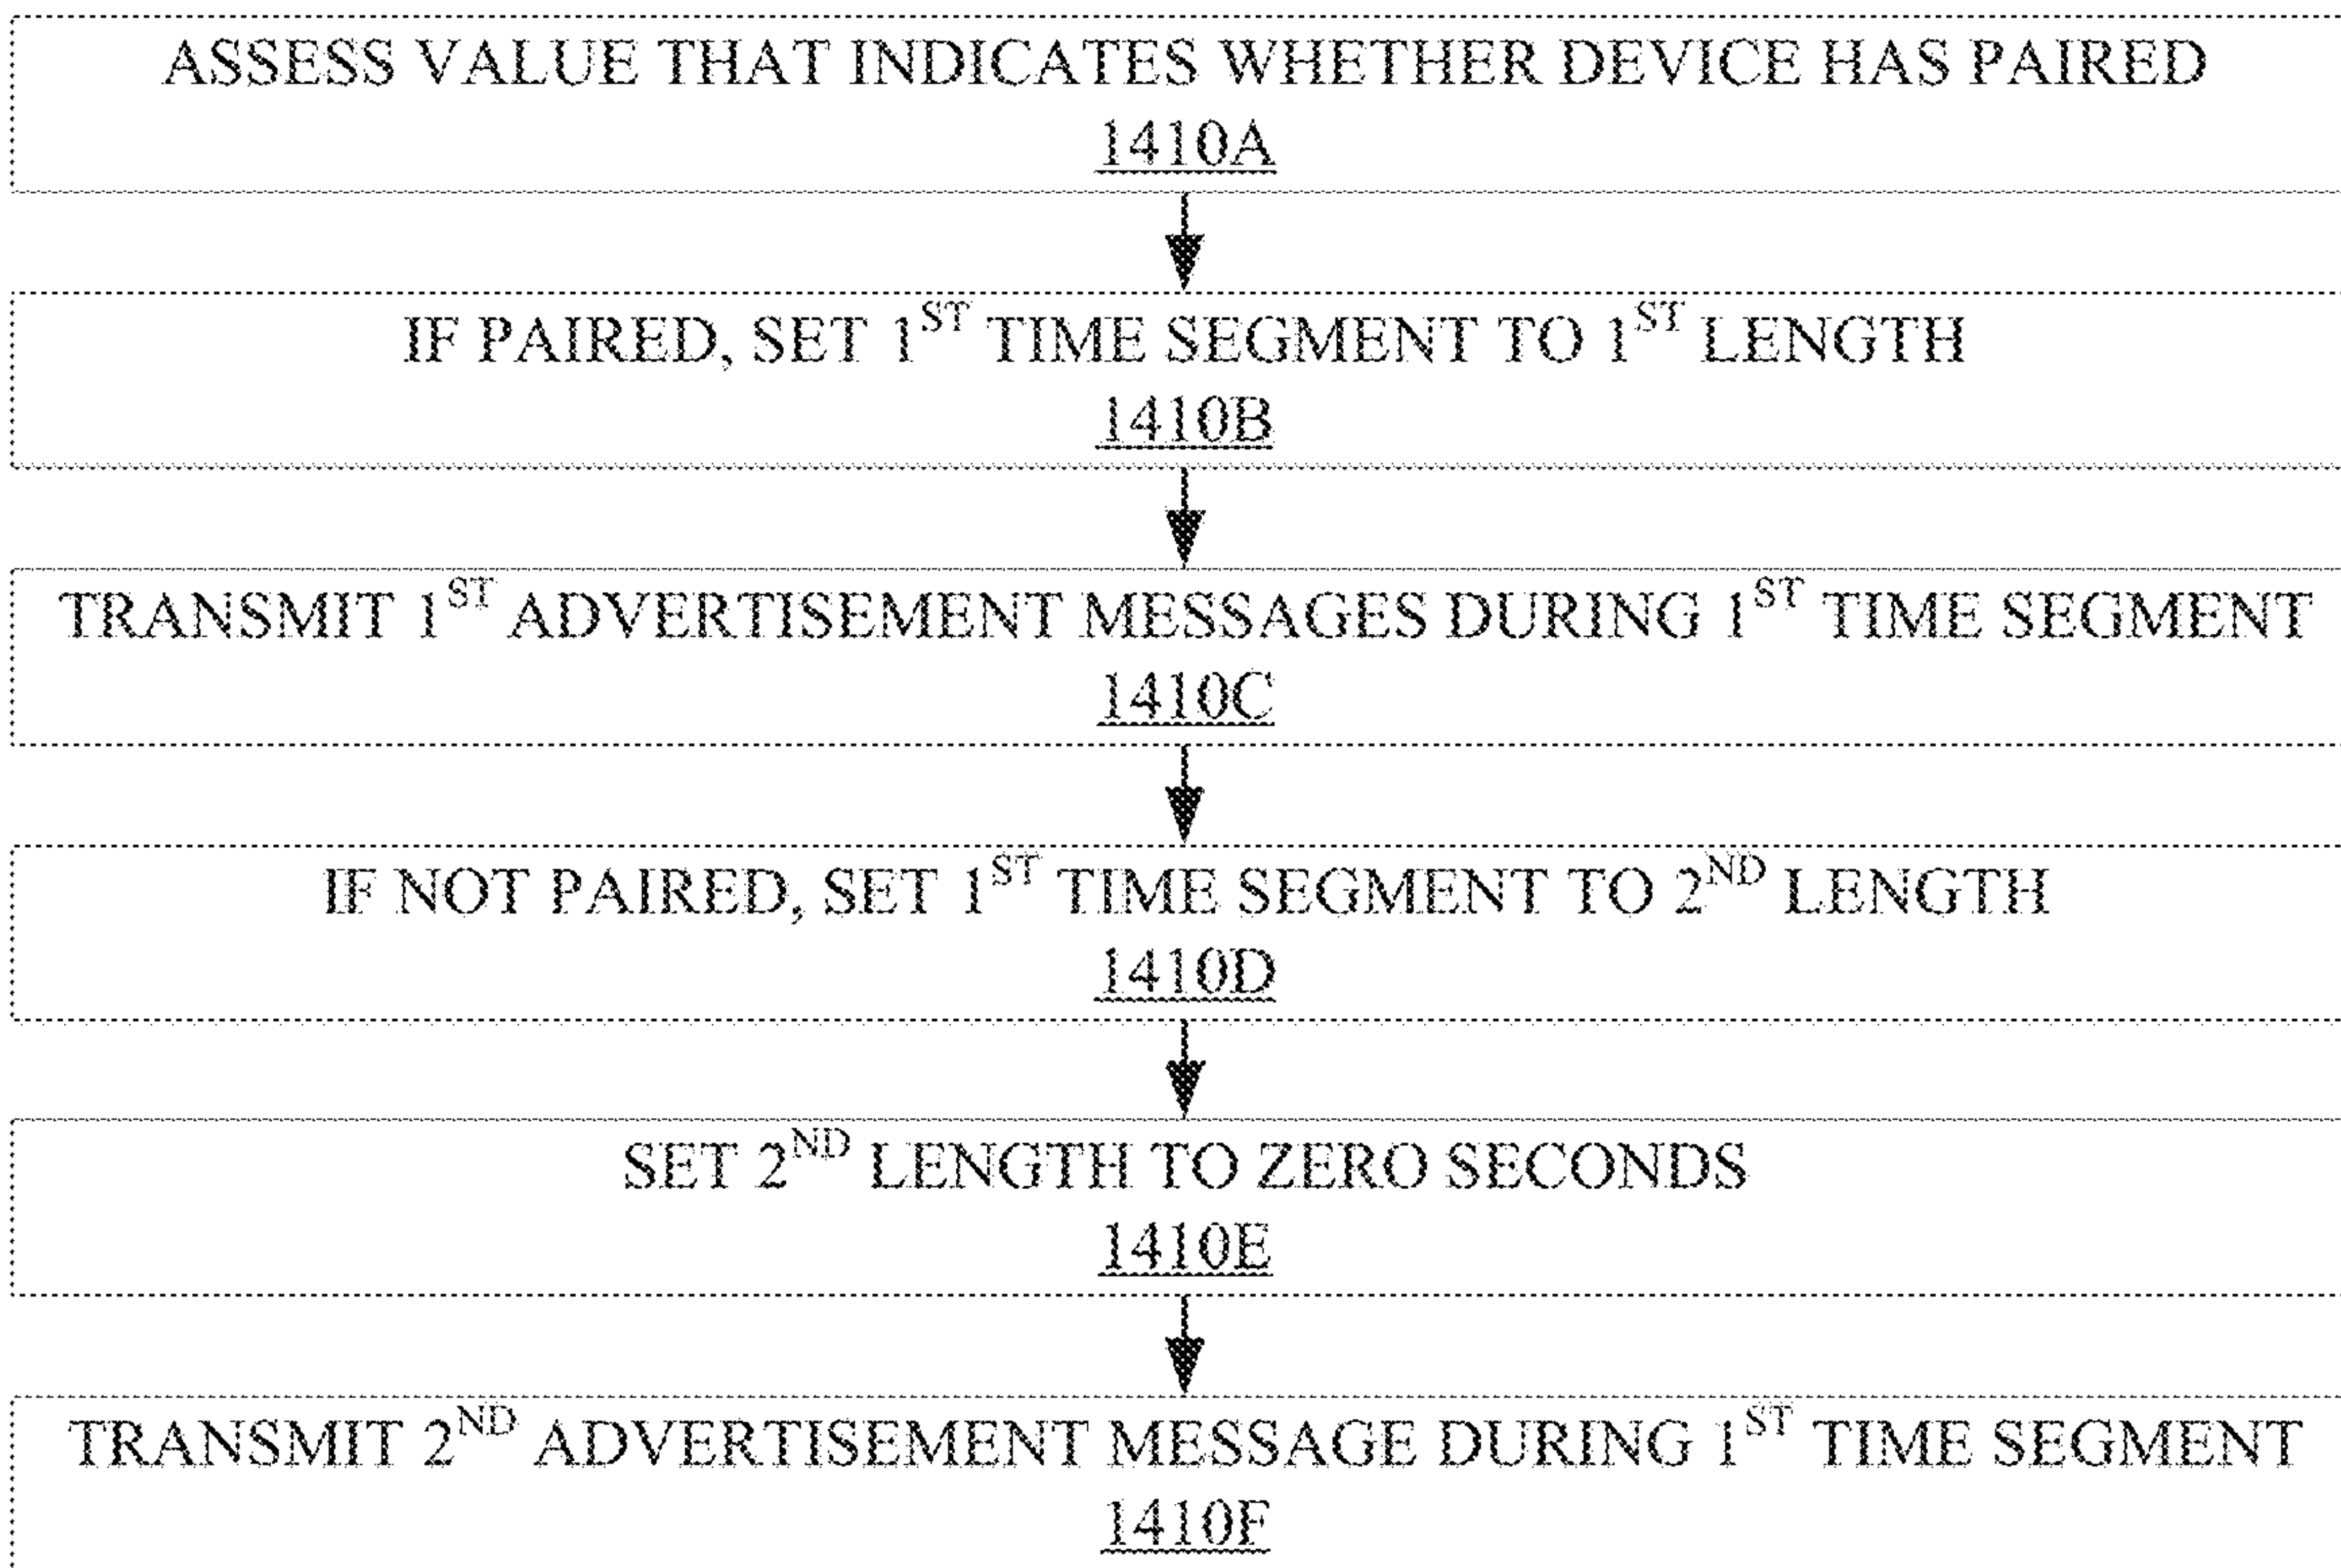 ASSESS VALUE THAT INDICATES WHETHER DEVICE HAS PAIRED
1410A
IF PAIRED, SET 1ST TIME SEGMENT TO 1ST LENGTH
1410B
TRANSMIT 1ST ADVERTISEMENT MESSAGES DURING 1ST TIME SEGMENT
1410C
IF NOT PAIRED, SET 1ST TIME SEGMENT TO 2ND LENGTH
1410D
SET 2ND LENGTH TO ZERO SECONDS
1410E
TRANSMIT 2ND ADVERTISEMENT MESSAGE DURING 1ST TIME SEGMENT
1410F